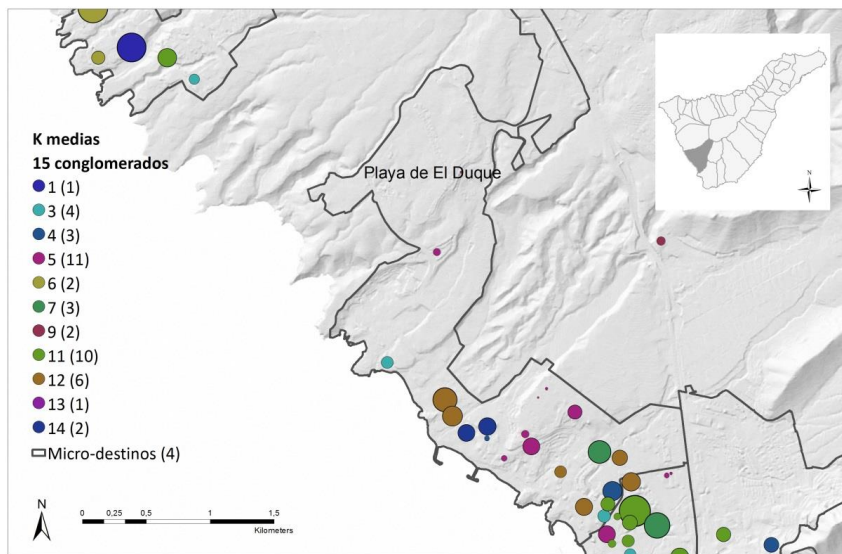 K medias
15 conglomerados
1 (1)
3 (4)
4 (3)
5 (11)
6 (2)
7 (3)
9 (2)
11 (10)
12 (6)
13 (1)
14 (2)
Micro-destinos (4)
Playa de El Duque
N
N
0 0,25 0,5 1 1,5
Kilometers